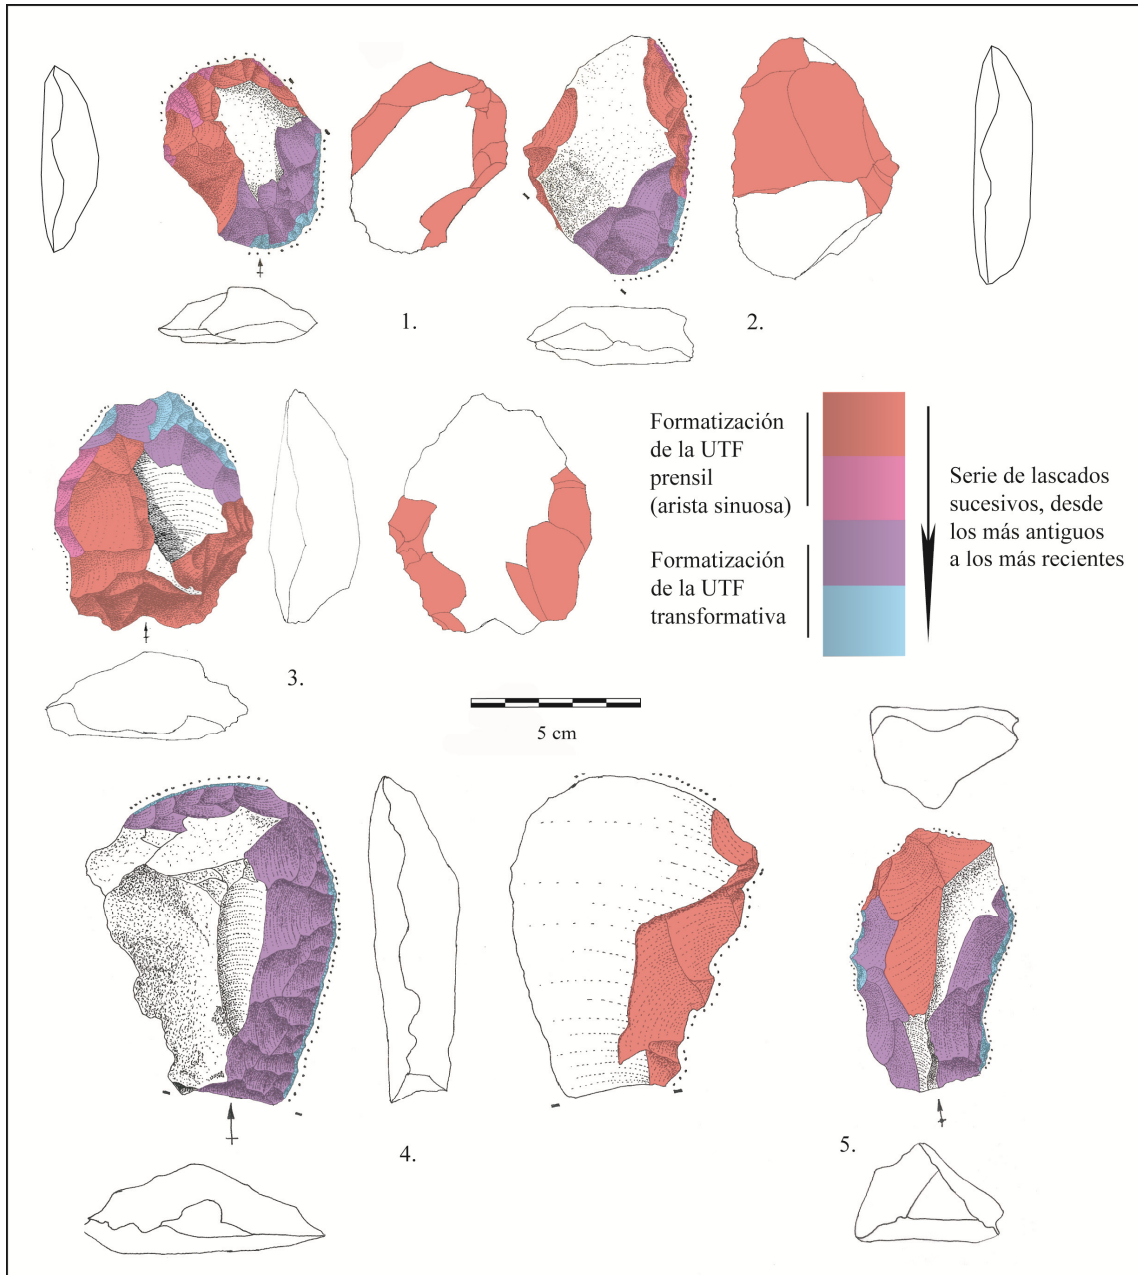 1.
2.
Formatización
de la UTF
prensil
(arista sinuosa)
Formatización
de la UTF
transformativa
Serie de lascados
sucesivos, desde
los más antiguos
a los más recientes
3.
5 cm
4.
5.